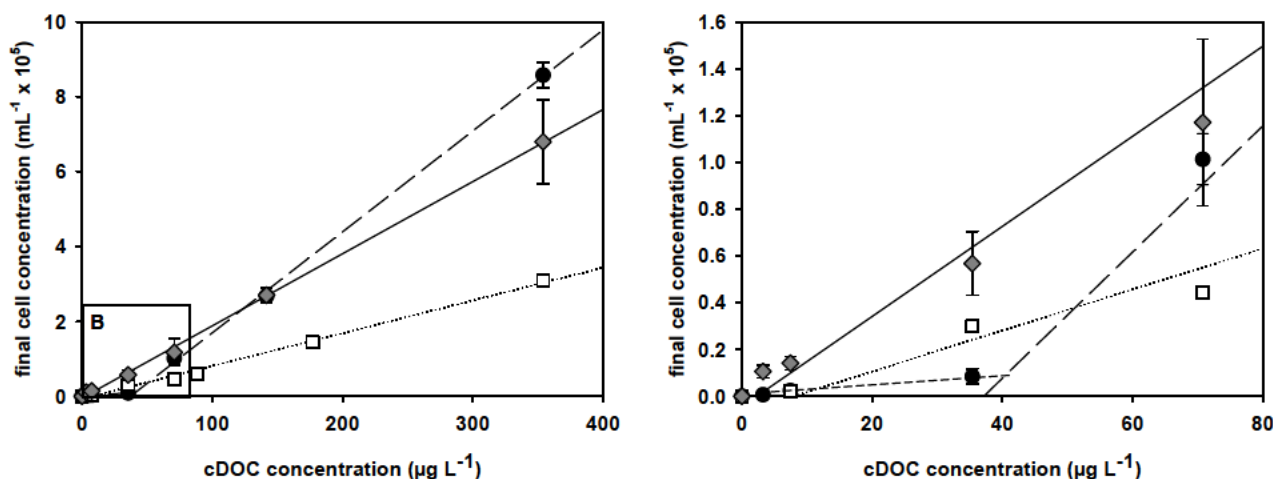 final cell concentration (mL⁻¹ x 10⁵)
10
8
6
4
2
0
B
0 100 200 300 400
cDOC concentration (µg L⁻¹)
final cell concentration (mL⁻¹ x 10⁵)
1.6
1.4
1.2
1.0
0.8
0.6
0.4
0.2
0.0
0 20 40 60 80
cDOC concentration (µg L⁻¹)